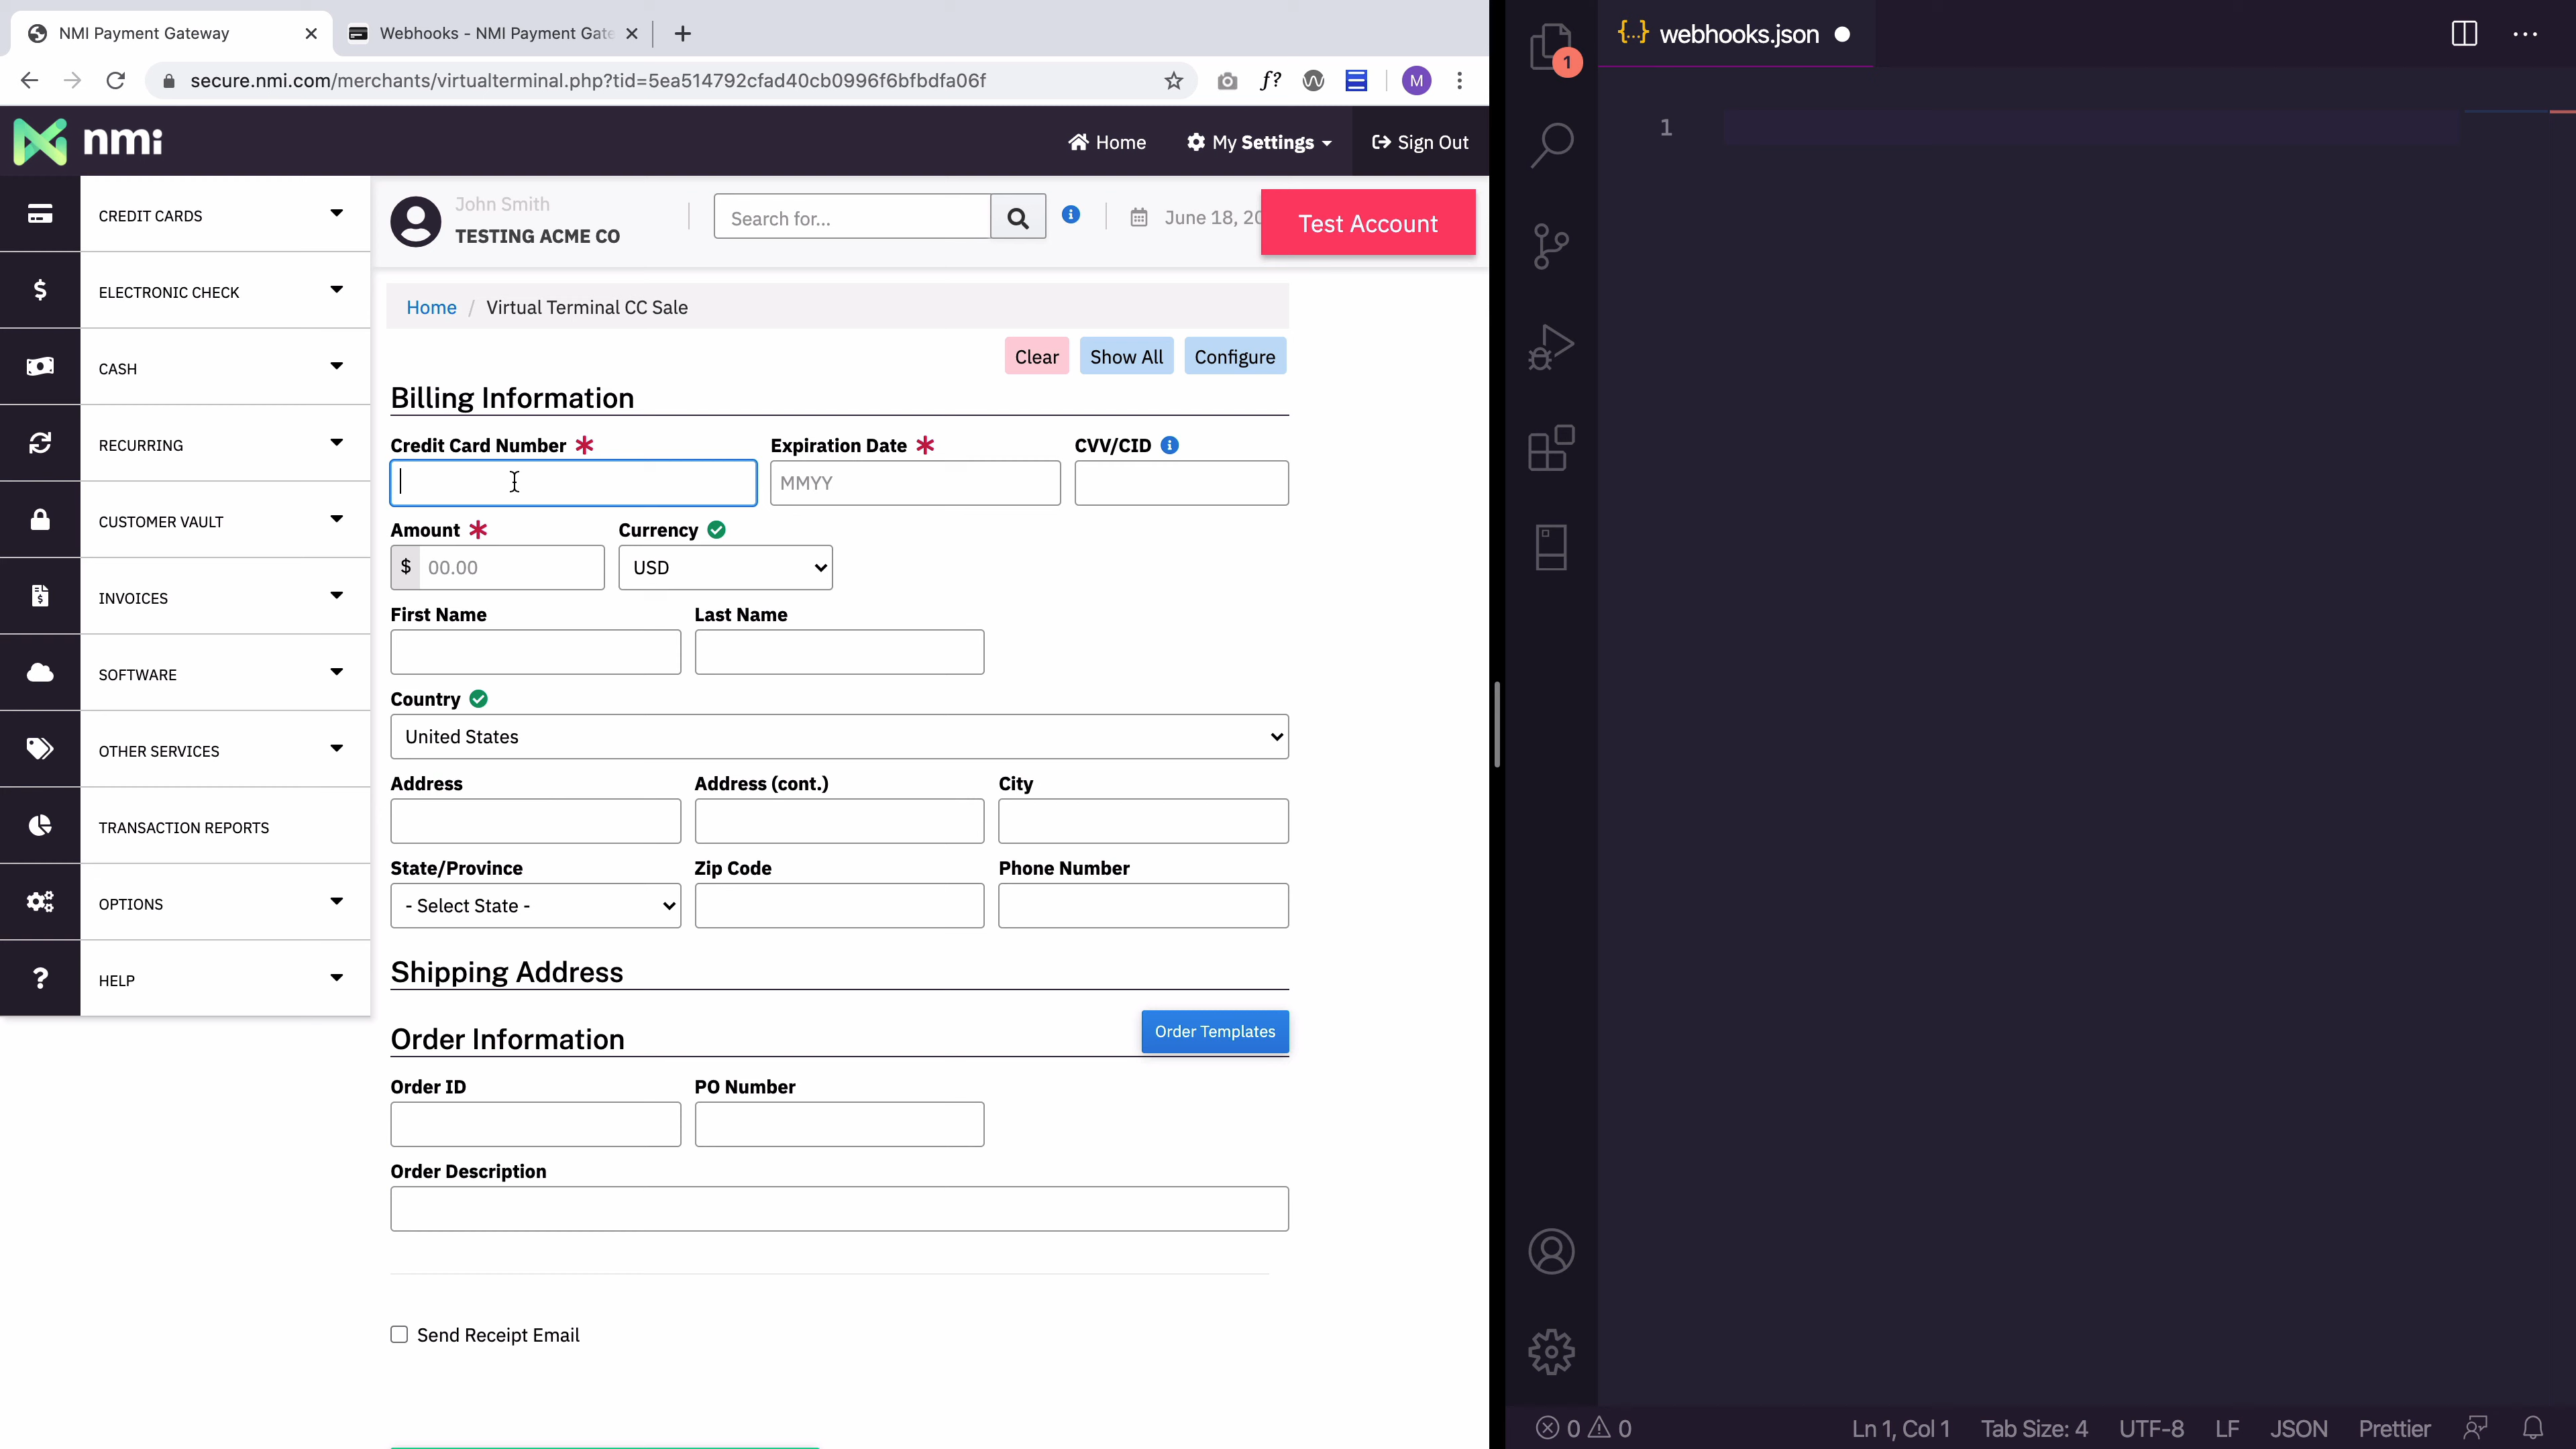 NMI Payment Gateway
Webhooks - NMI Payment Gate
secure.nmi.com/merchants/virtualterminal.php?tid=5ea514792cfad40cb0996f6bfbdfa06f
f?
M
nmi
Home
My Settings
Sign Out
CREDIT CARDS
ELECTRONIC CHECK
CASH
RECURRING
CUSTOMER VAULT
INVOICES
SOFTWARE
OTHER SERVICES
TRANSACTION REPORTS
OPTIONS
HELP
John Smith
TESTING ACME CO
Search for...
June 18, 20
Test Account
Home / Virtual Terminal CC Sale
Clear
Show All
Configure
Billing Information
Credit Card Number *
Expiration Date *
CVV/CID
MMYY
Amount *
Currency
$ 00.00
USD
First Name
Last Name
Country
United States
Address
Address (cont.)
City
State/Province
Zip Code
Phone Number
- Select State -
Shipping Address
Order Information
Order Templates
Order ID
PO Number
Order Description
Send Receipt Email
{..} webhooks.json
1
1
0 0
Ln 1, Col 1
Tab Size: 4
UTF-8
LF
JSON
Prettier